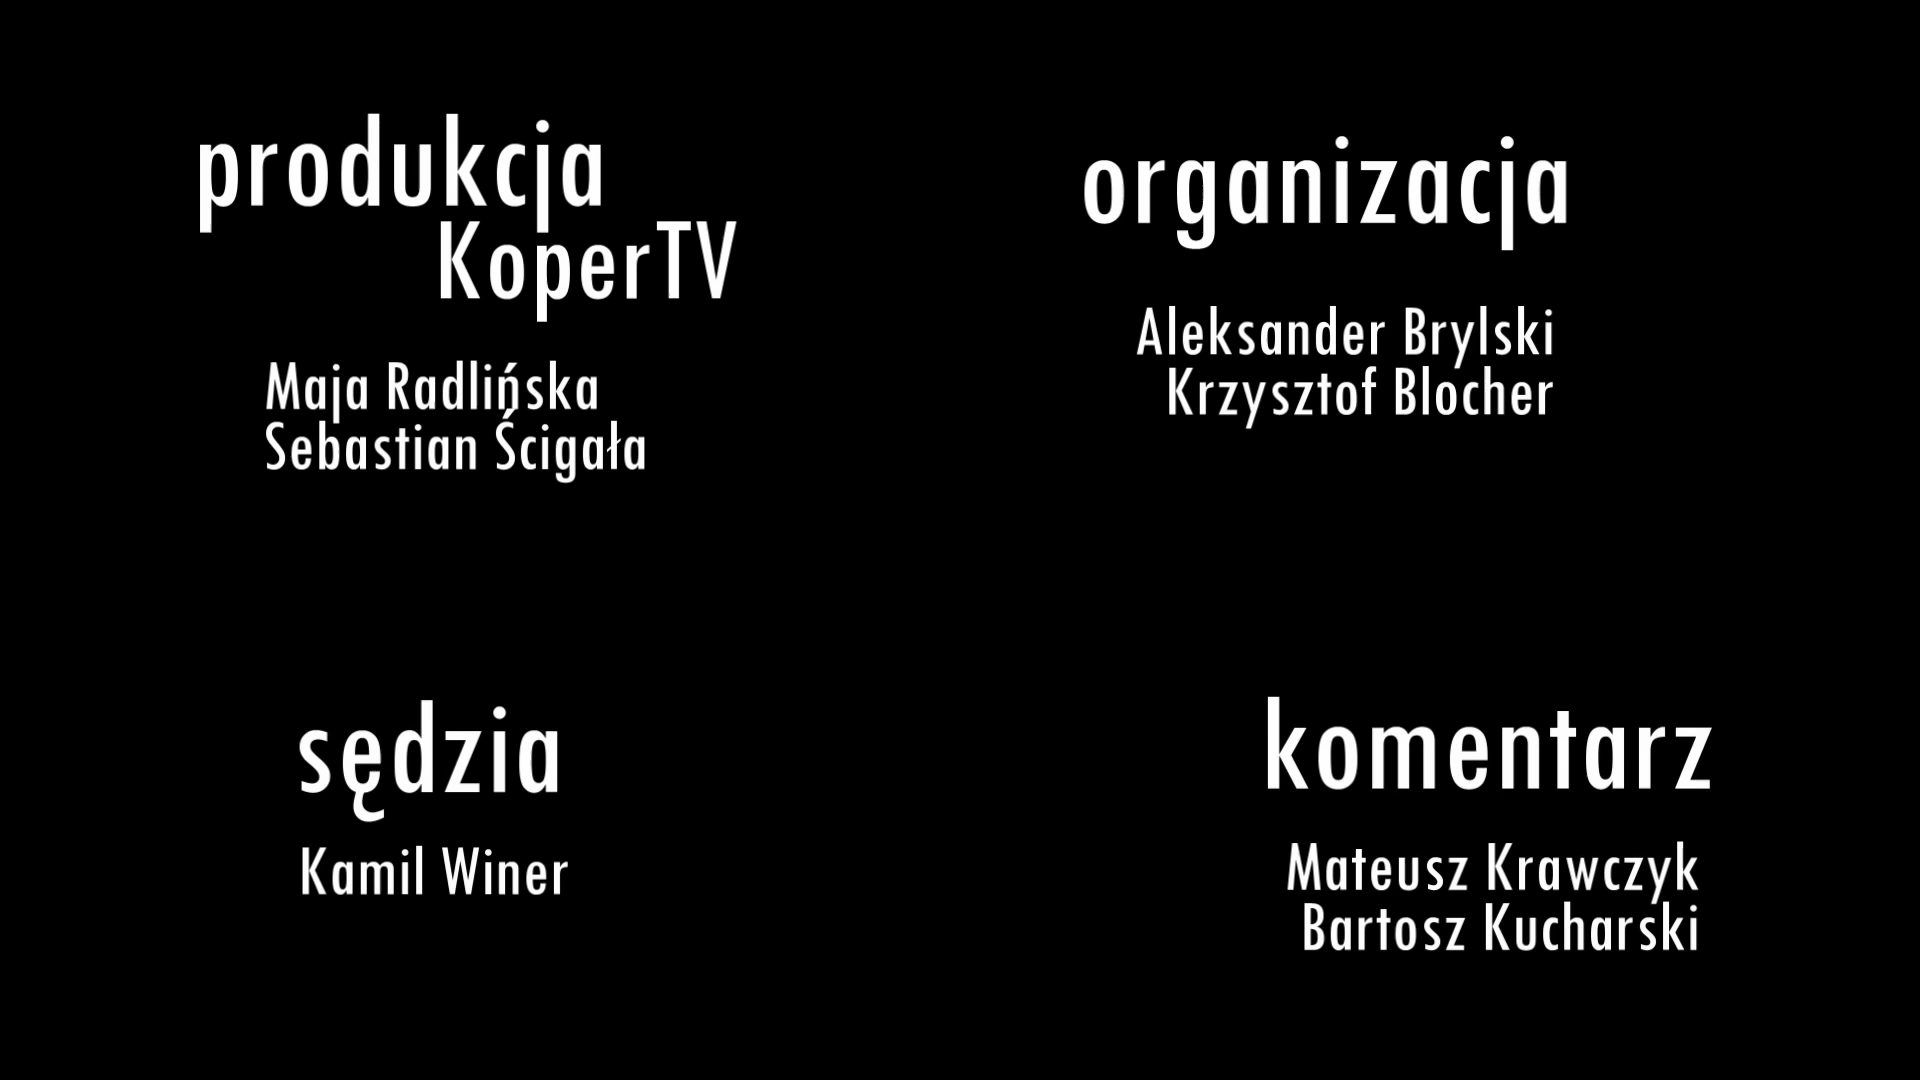 produkcja
KoperTV
Maja Radlińska
Sebastian Ścigała
organizacja
Aleksander Brylski
Krzysztof Blocher
sędzia
Kamil Winer
komentarz
Mateusz Krawczyk
Bartosz Kucharski